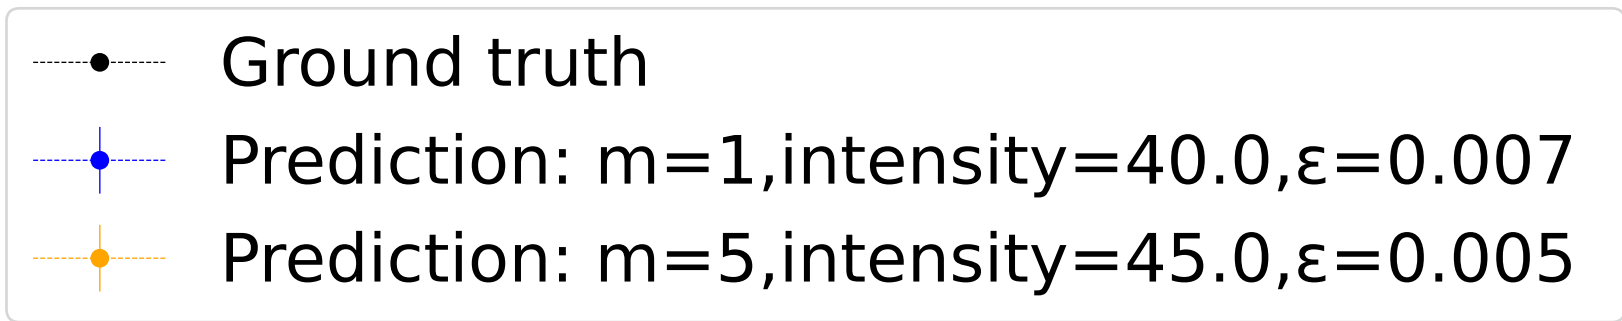 Ground truth
Prediction: m=1,intensity=40.0,ε=0.007
Prediction: m=5,intensity=45.0,ε=0.005